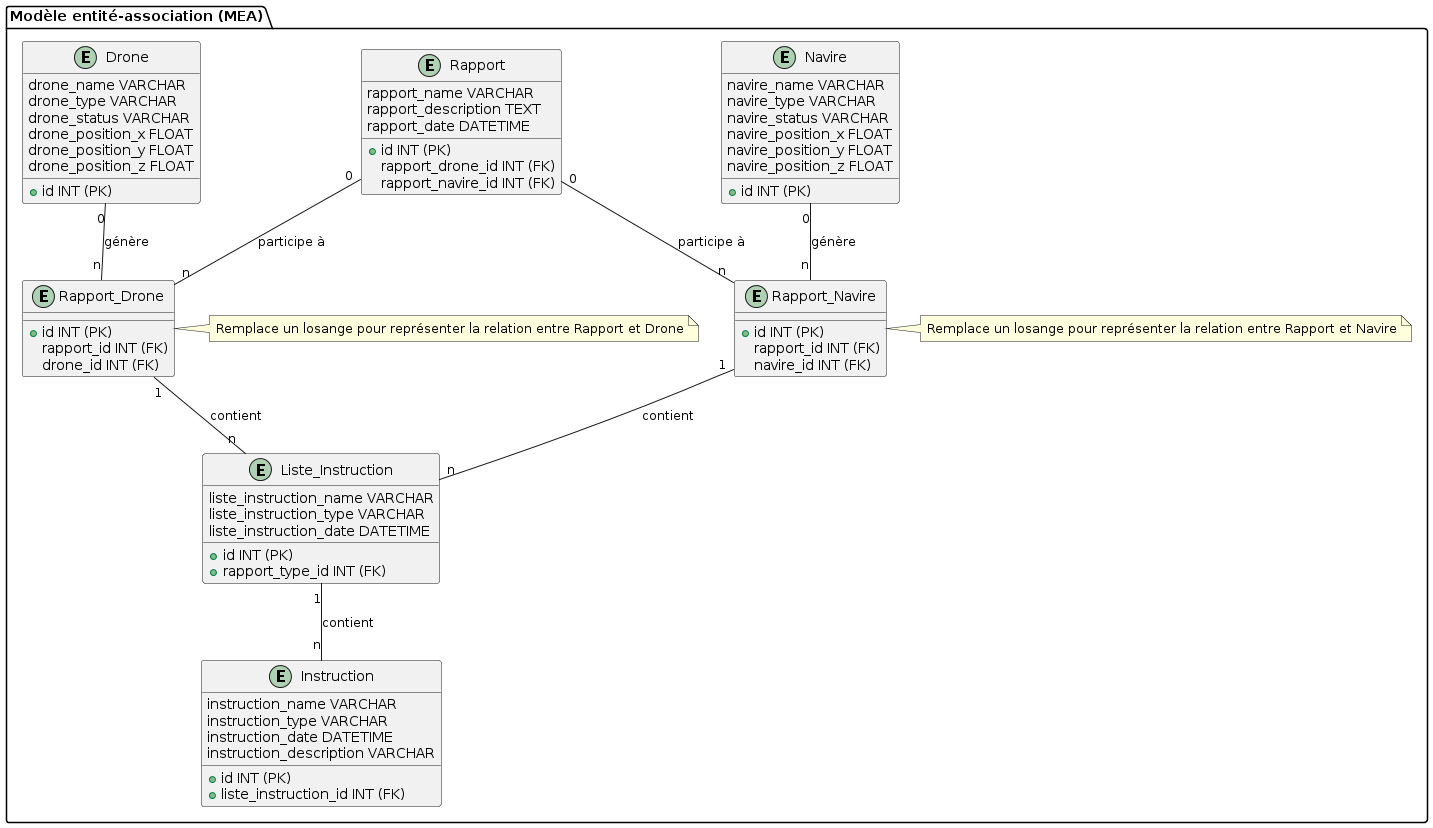 Modèle entité-association (MEA)
E Drone
drone_name VARCHAR
drone_type VARCHAR
drone_status VARCHAR
drone_position_x FLOAT
drone_position_y FLOAT
drone_position_z FLOAT
id INT (PK)
E Rapport
rapport_name VARCHAR
rapport_description TEXT
rapport_date DATETIME
id INT (PK)
rapport_drone_id INT (FK)
rapport_navire_id INT (FK)
E Navire
navire_name VARCHAR
navire_type VARCHAR
navire_status VARCHAR
navire_position_x FLOAT
navire_position_y FLOAT
navire_position_z FLOAT
id INT (PK)
0
génère
n
0
participe à
n
0
participe à
n
0
génère
n
E Rapport_Drone
id INT (PK)
rapport_id INT (FK)
drone_id INT (FK)
Remplace un losange pour représenter la relation entre Rapport et Drone
E Rapport_Navire
id INT (PK)
rapport_id INT (FK)
navire_id INT (FK)
Remplace un losange pour représenter la relation entre Rapport et Navire
1
contient
n
1
contient
n
E Liste_Instruction
liste_instruction_name VARCHAR
liste_instruction_type VARCHAR
liste_instruction_date DATETIME
id INT (PK)
rapport_type_id INT (FK)
1
contient
n
E Instruction
instruction_name VARCHAR
instruction_type VARCHAR
instruction_date DATETIME
instruction_description VARCHAR
id INT (PK)
liste_instruction_id INT (FK)